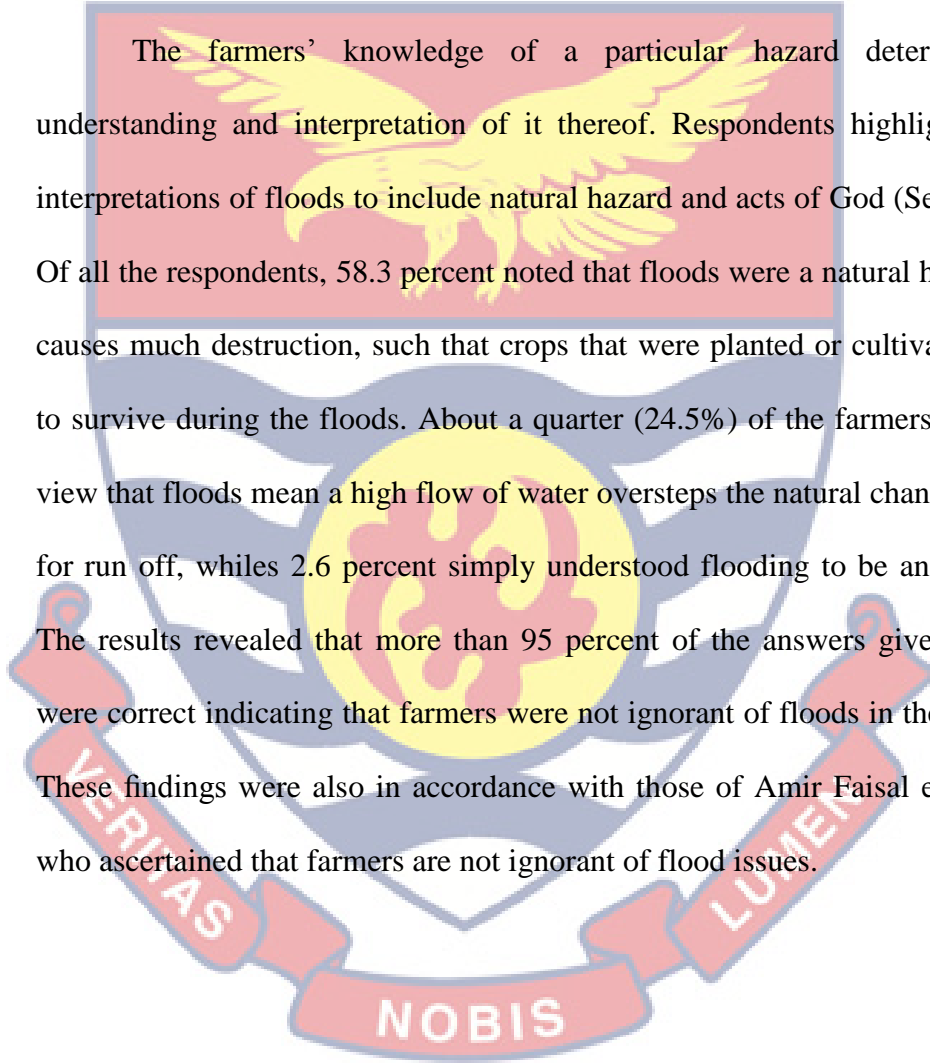 The farmers’ knowledge of a particular hazard deter
understanding and interpretation of it thereof. Respondents highlig
interpretations of floods to include natural hazard and acts of God (Se
Of all the respondents, 58.3 percent noted that floods were a natural h
causes much destruction, such that crops that were planted or cultiva
to survive during the floods. About a quarter (24.5%) of the farmers
view that floods mean a high flow of water oversteps the natural chan
for run off, whiles 2.6 percent simply understood flooding to be an
The results revealed that more than 95 percent of the answers give
were correct indicating that farmers were not ignorant of floods in the
These findings were also in accordance with those of Amir Faisal e
who ascertained that farmers are not ignorant of flood issues.
VERITAS
NOBIS
LUMEN